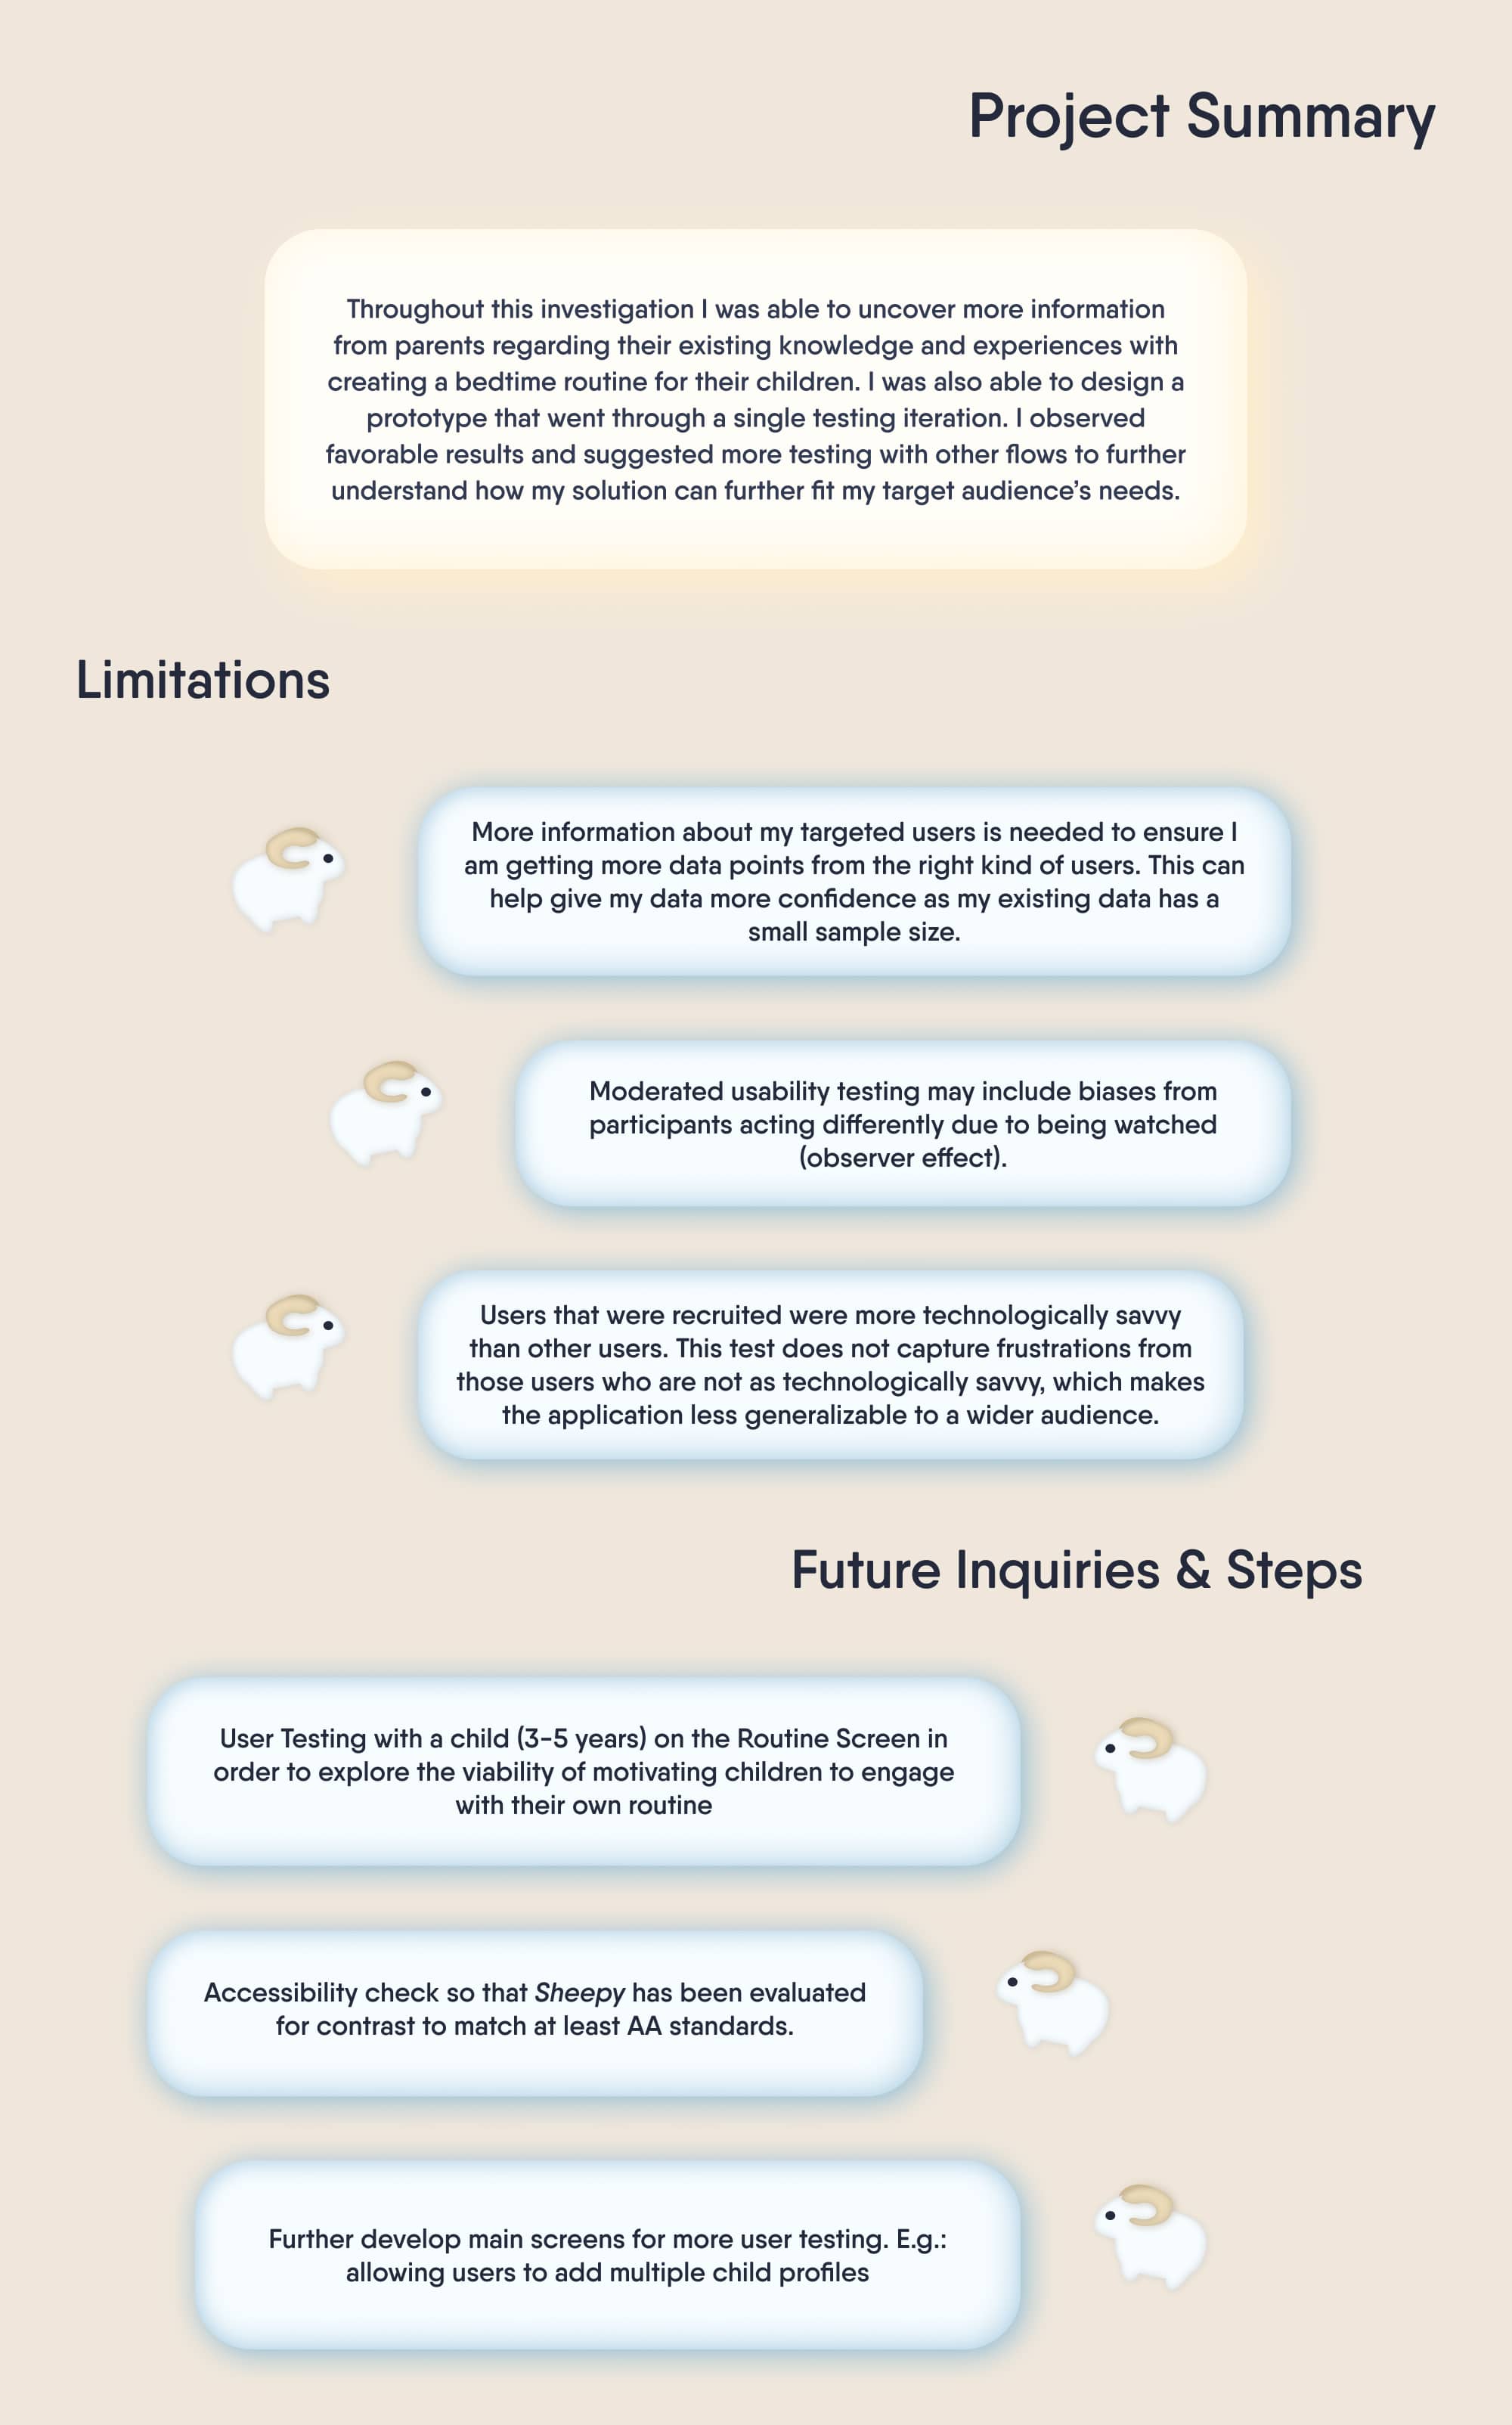 Project Summary
Throughout this investigation I was able to uncover more information
from parents regarding their existing knowledge and experiences with
creating a bedtime routine for their children. I was also able to design a
prototype that went through a single testing iteration. I observed
favorable results and suggested more testing with other flows to further
understand how my solution can further fit my target audience’s needs.
Limitations
More information about my targeted users is needed to ensure I
am getting more data points from the right kind of users. This can
help give my data more confidence as my existing data has a
small sample size.
Moderated usability testing may include biases from
participants acting differently due to being watched
(observer effect).
Users that were recruited were more technologically savvy
than other users. This test does not capture frustrations from
those users who are not as technologically savvy, which makes
the application less generalizable to a wider audience.
Future Inquiries & Steps
User Testing with a child (3-5 years) on the Routine Screen in
order to explore the viability of motivating children to engage
with their own routine
Accessibility check so that Sheepy has been evaluated
for contrast to match at least AA standards.
Further develop main screens for more user testing. E.g.:
allowing users to add multiple child profiles